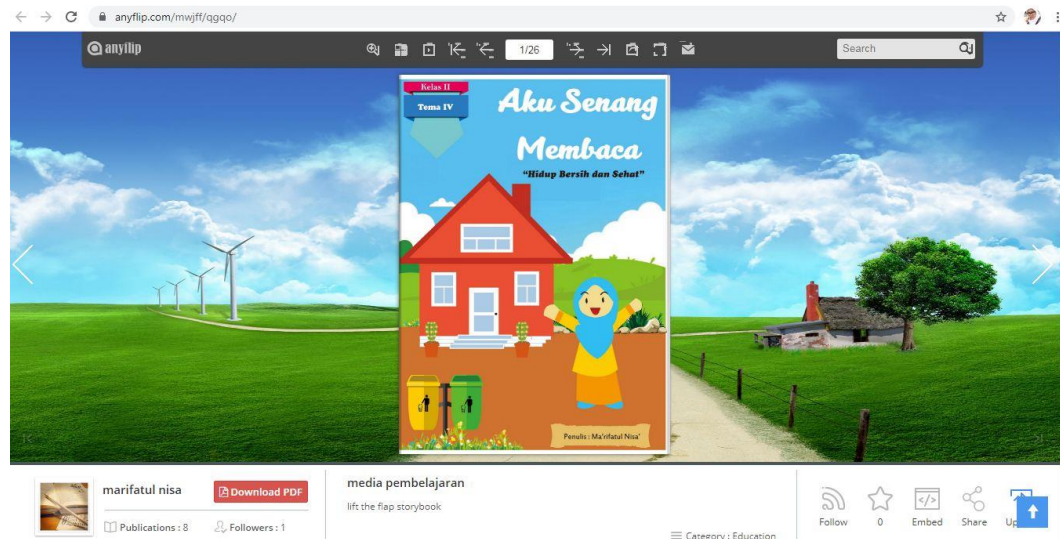 anyflip.com/mwjff/qgqo/
anyflip
1/26
Search
Kelas II
Tema IV
Aku Senang
Membaca
"Hidup Bersih dan Sehat"
Penulis : Ma'rifatul Nisa'
marifatul nisa
Download PDF
Publications : 8
Followers : 1
media pembelajaran
lift the flap storybook
Category : Education
Follow
0
Embed
Share